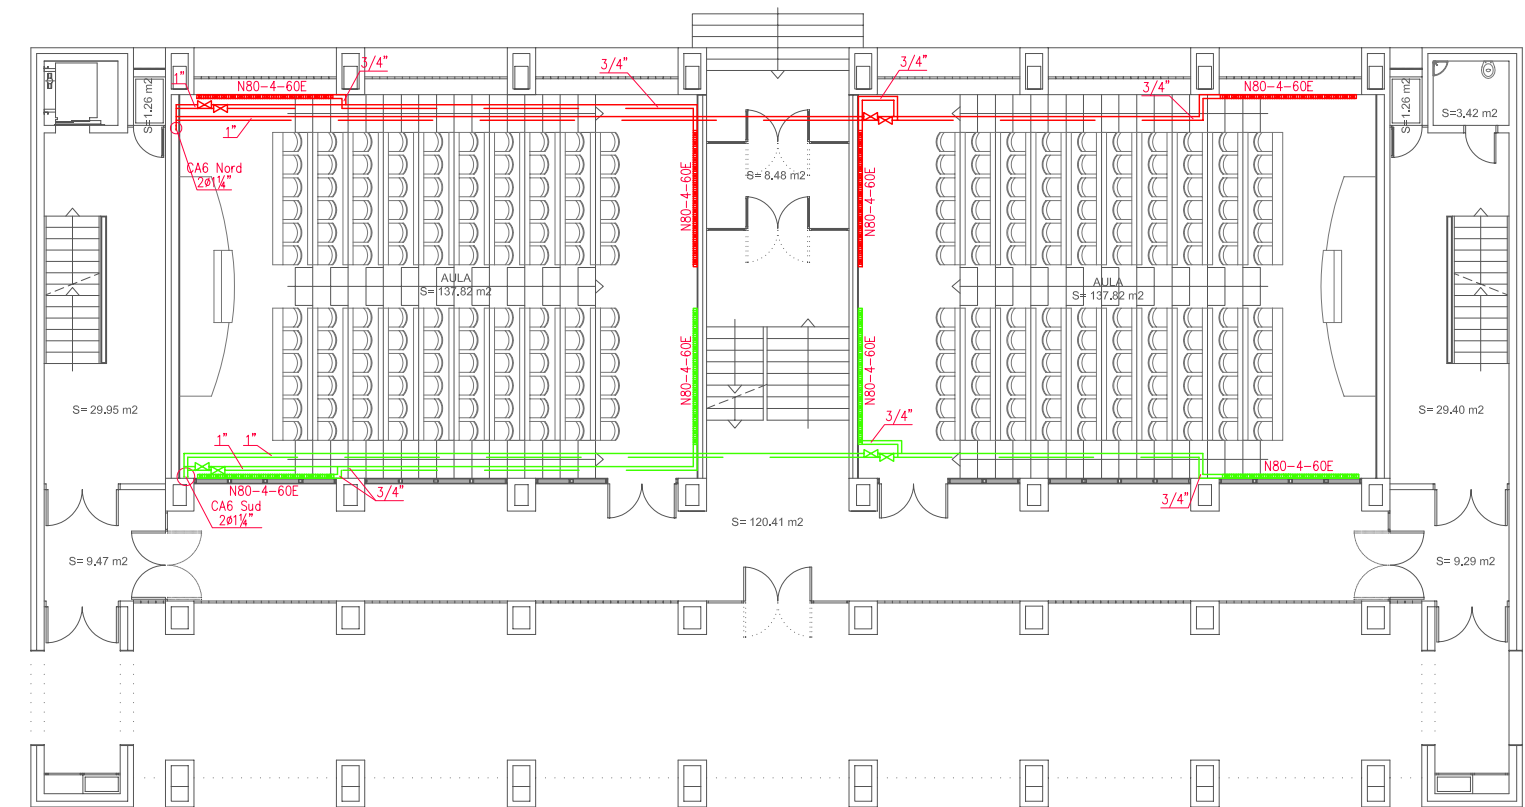 3/4"
3/4"
3/4"
1"
N80-4-60E
3/4"
N80-4-60E
S=1.26 m2
S=1.26 m2
S=3.42 m2
1"
CA6 Nord
2ø1¼"
S= 8.48 m2
N80-4-60E
N80-4-60E
AULA
S= 137.82 m2
AULA
S= 137.82 m2
N80-4-60E
N80-4-60E
S= 29.95 m2
S= 29.40 m2
3/4"
1"
1"
N80-4-60E
N80-4-60E
3/4"
3/4"
CA6 Sud
2ø1¼"
S= 120.41 m2
S= 9.47 m2
S= 9.29 m2